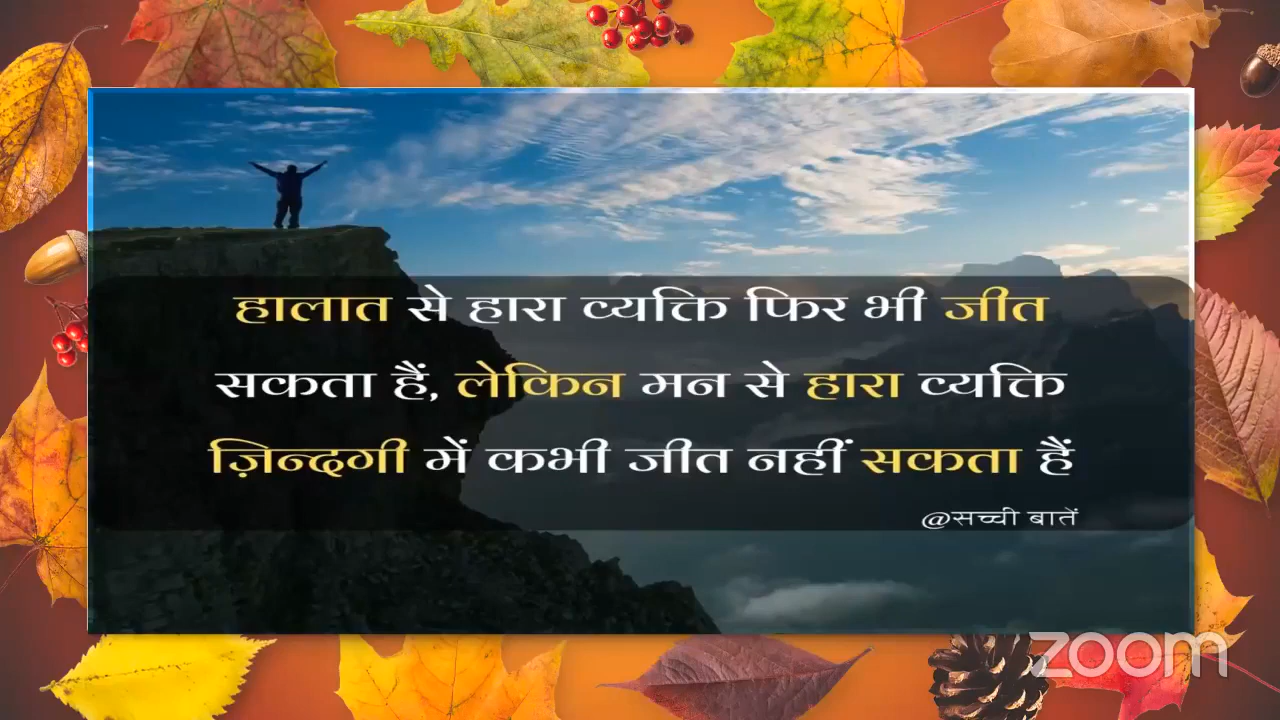 हालात से हारा व्यक्ति फिर भी जीत
सकता हैं, लेकिन मन से हारा व्यक्ति
ज़िन्दगी में कभी जीत नहीं सकता हैं
@सच्ची बातें
zoom